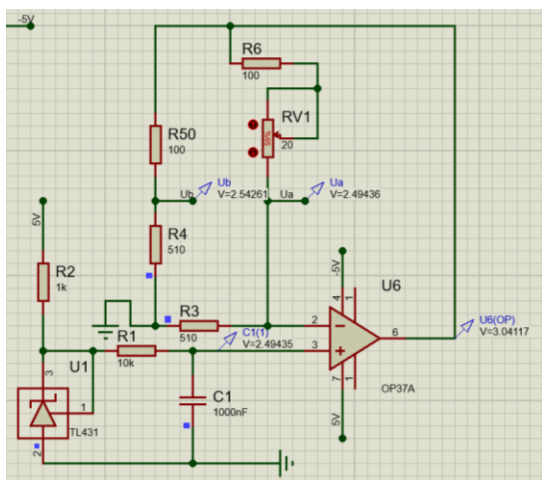 -5V
R6
100
RV1
50%
20
R50
100
Ub
Ub
V=2.54261
Ua
Ua
V=2.49436
R4
510
5V
R2
1k
-5V
U6
4
1
R3
510
2
C1(1)
V=2.49435
3
6
U6(OP)
V=3.04117
R1
10k
7
1
OP37A
5V
U1
3
1
TL431
2
C1
1000nF